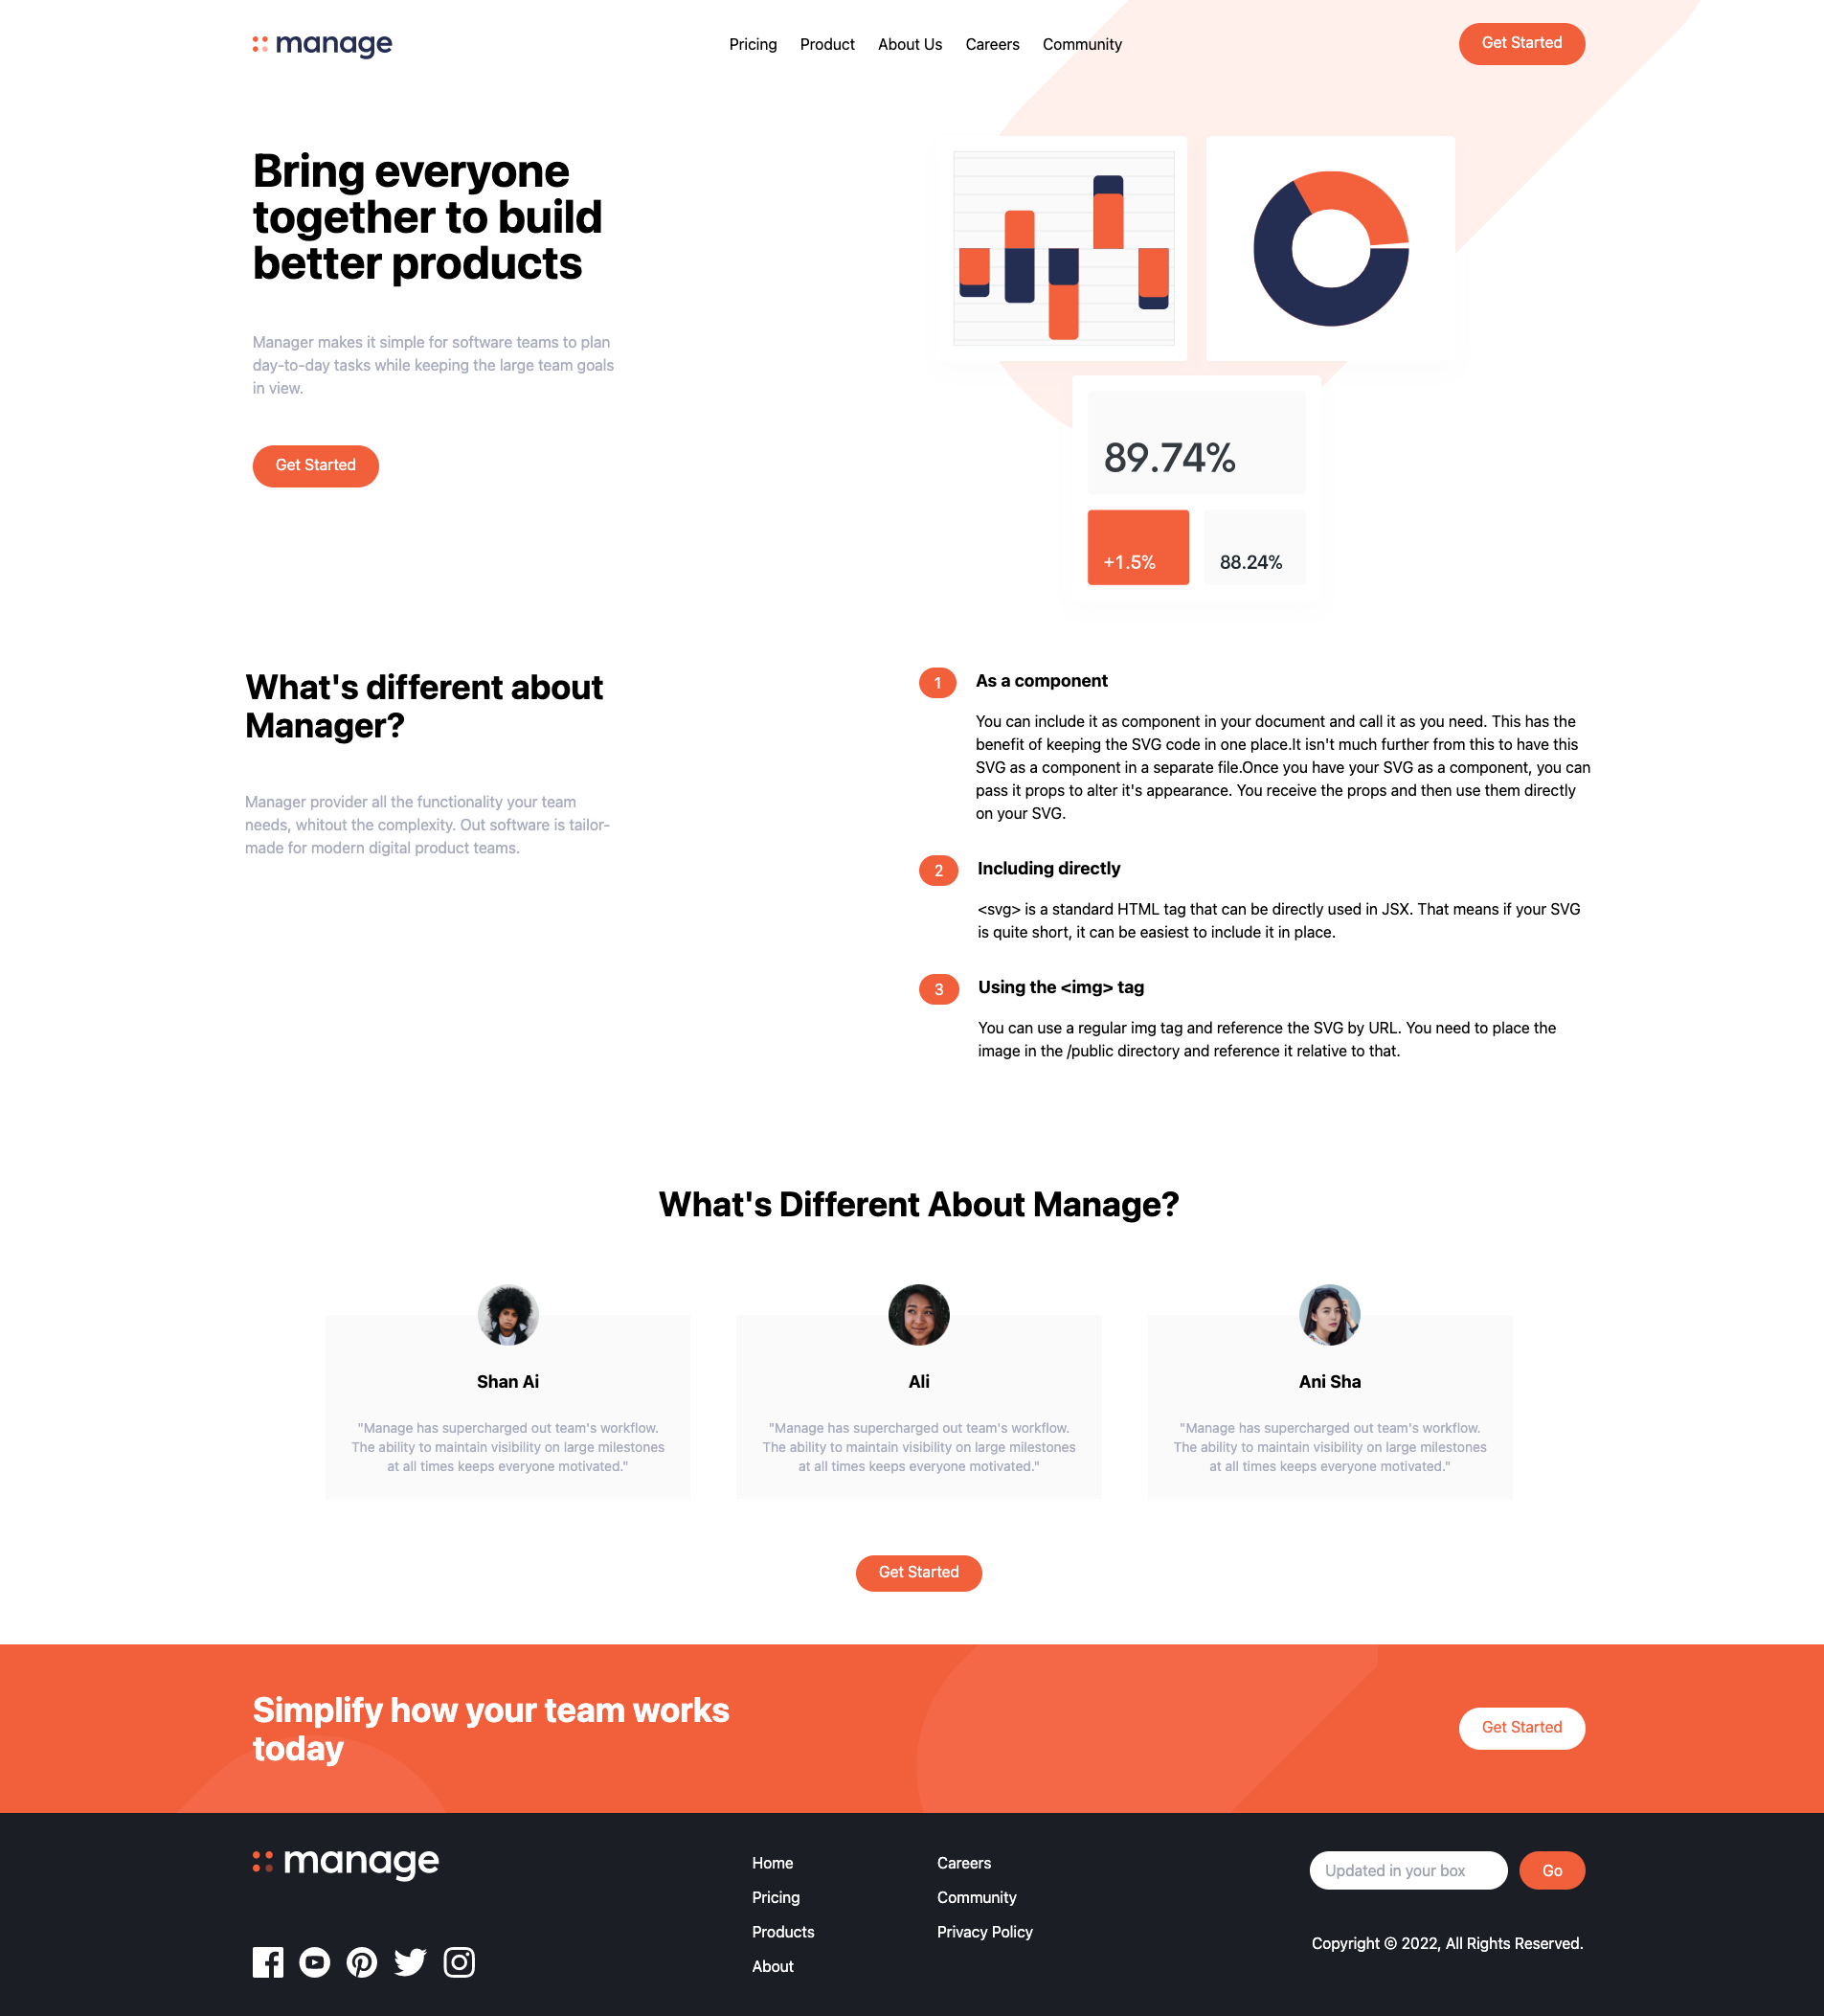 manage
Pricing Product About Us Careers Community
Get Started
Bring everyone
together to build
better products
Manager makes it simple for software teams to plan
day-to-day tasks while keeping the large team goals
in view.
Get Started
89.74%
+1.5%
88.24%
What's different about
Manager?
Manager provider all the functionality your team
needs, whitout the complexity. Out software is tailor-
made for modern digital product teams.
1
As a component
You can include it as component in your document and call it as you need. This has the
benefit of keeping the SVG code in one place.It isn't much further from this to have this
SVG as a component in a separate file.Once you have your SVG as a component, you can
pass it props to alter it's appearance. You receive the props and then use them directly
on your SVG.
2
Including directly
<svg> is a standard HTML tag that can be directly used in JSX. That means if your SVG
is quite short, it can be easiest to include it in place.
3
Using the <img> tag
You can use a regular img tag and reference the SVG by URL. You need to place the
image in the /public directory and reference it relative to that.
What's Different About Manage?
Shan Ai
"Manage has supercharged out team's workflow.
The ability to maintain visibility on large milestones
at all times keeps everyone motivated."
Ali
"Manage has supercharged out team's workflow.
The ability to maintain visibility on large milestones
at all times keeps everyone motivated."
Ani Sha
"Manage has supercharged out team's workflow.
The ability to maintain visibility on large milestones
at all times keeps everyone motivated."
Get Started
Simplify how your team works
today
Get Started
manage
Home
Pricing
Products
About
Careers
Community
Privacy Policy
Updated in your box
Go
Copyright © 2022, All Rights Reserved.